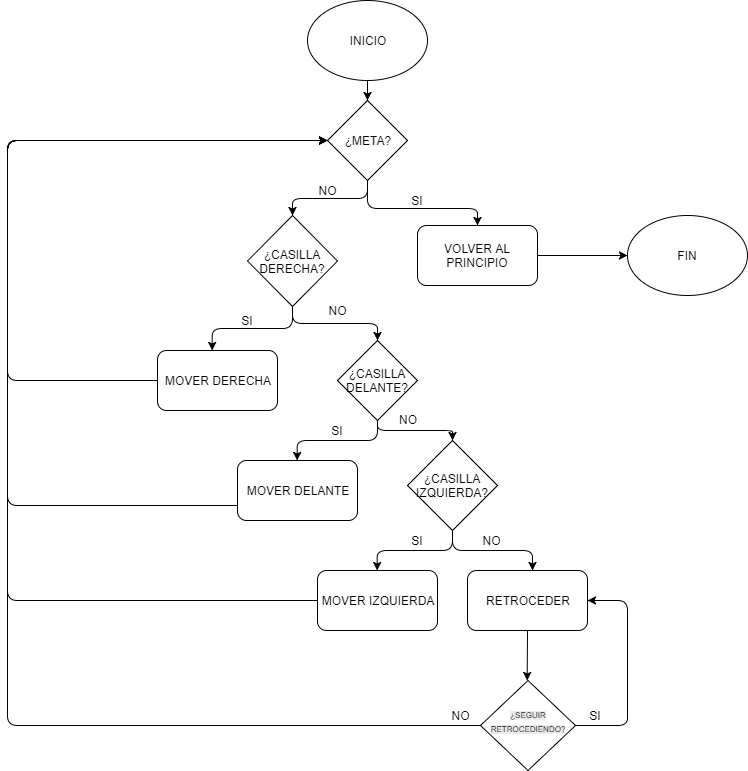 INICIO
¿META?
NO
SI
¿CASILLA
DERECHA?
VOLVER AL
PRINCIPIO
FIN
SI
NO
MOVER DERECHA
¿CASILLA
DELANTE?
SI
NO
MOVER DELANTE
¿CASILLA
IZQUIERDA?
SI
NO
MOVER IZQUIERDA
RETROCEDER
NO
¿SEGUIR
RETROCEDIENDO?
SI